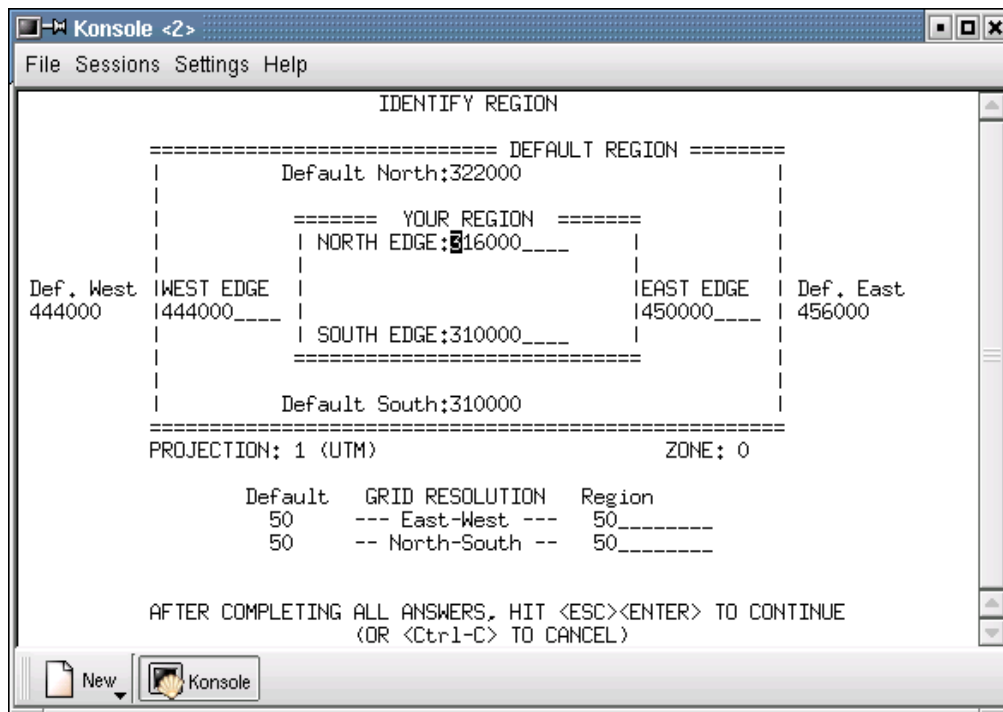 Konsole <2>
File Sessions Settings Help
IDENTIFY REGION
============================= DEFAULT REGION ========
| Default North:322000 |
| |
| ======= YOUR REGION ======= |
| | NORTH EDGE:316000____ | |
| | | |
Def. West |WEST EDGE | |EAST EDGE | Def. East
444000 |444000____ | |450000____ | 456000
| | SOUTH EDGE:310000____ | |
| ============================= |
| |
| Default South:310000 |
=====================================================
PROJECTION: 1 (UTM) ZONE: 0
Default GRID RESOLUTION Region
50 --- East-West --- 50________
50 -- North-South -- 50________
AFTER COMPLETING ALL ANSWERS, HIT <ESC><ENTER> TO CONTINUE
(OR <Ctrl-C> TO CANCEL)
New Konsole